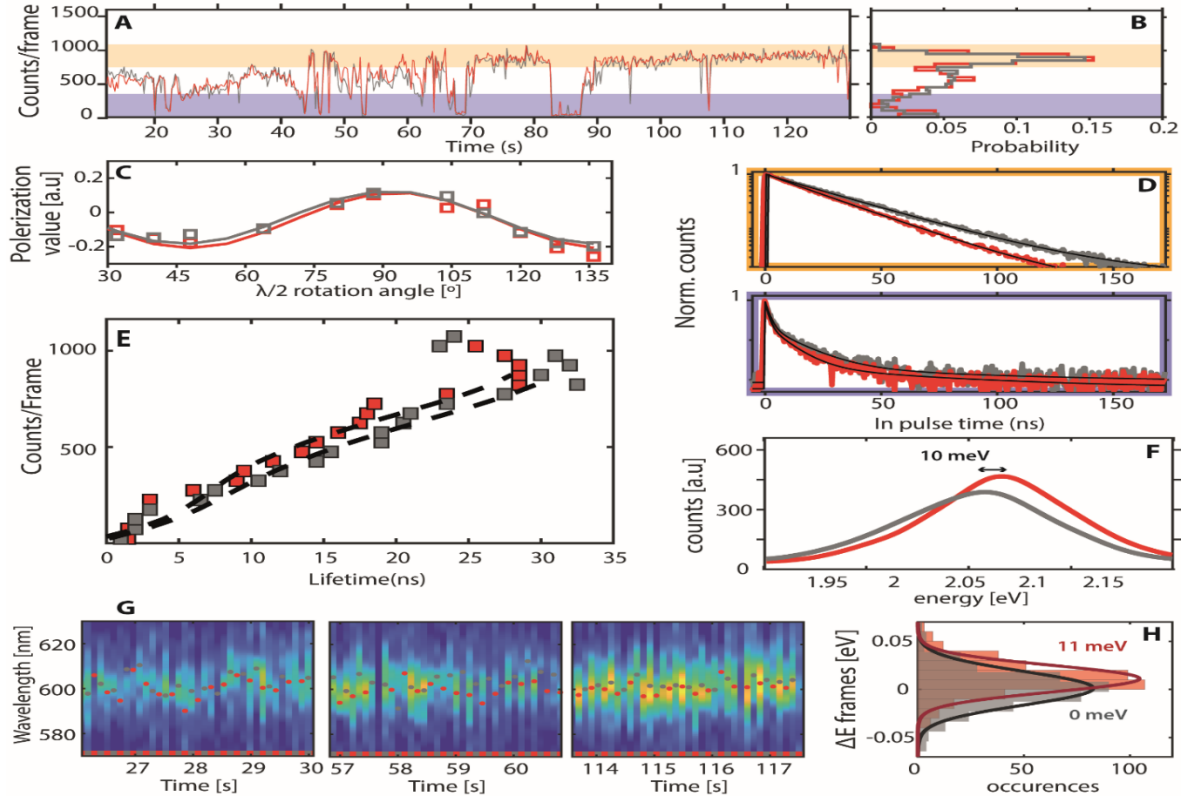 A
Counts/frame
1500
1000
500
0
20 30 40 50 60 70 80 90 100 110 120
Time (s)
B
0 0.05 0.1 0.15 0.2
Probability
C
Polerization
value [a.u]
0.2
0
-0.2
30 45 60 75 90 105 120 135
λ/2 rotation angle [º]
D
Norm. counts
1
0 50 100 150
1
0 50 100 150
In pulse time (ns)
E
Counts/Frame
1000
500
0 5 10 15 20 25 30 35
Lifetime(ns)
F
10 meV
counts [a.u]
600
300
0
1.95 2 2.05 2.1 2.15
energy [eV]
G
Wavelength [nm]
620
600
580
27 28 29 30
Time [s]
57 58 59 60
Time [s]
114 115 116 117
Time [s]
H
ΔE frames [eV]
0.05
0
-0.05
11 meV
0 meV
0 50 100
occurences